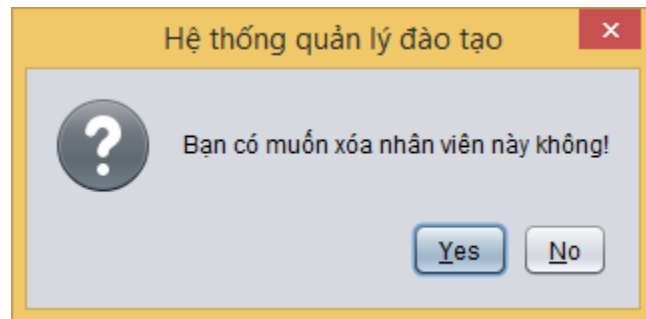 Hệ thống quản lý đào tạo
Bạn có muốn xóa nhân viên này không!
Yes No